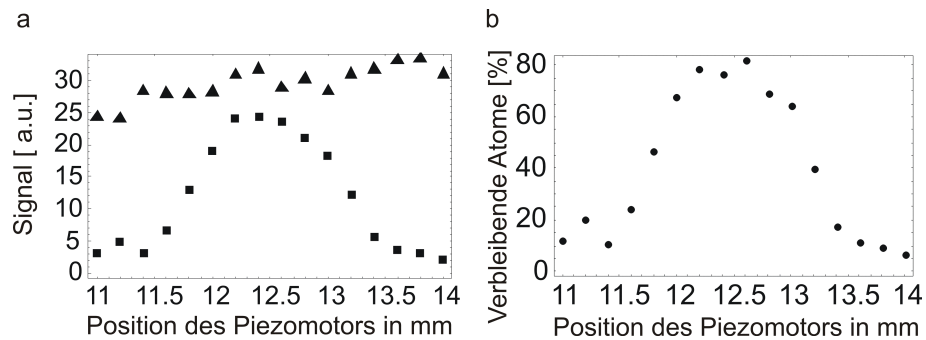 a
Signal [ a.u.]
30
25
20
15
10
5
0
11 11.5 12 12.5 13 13.5 14
Position des Piezomotors in mm
b
Verbleibende Atome [%]
80
60
40
20
0
11 11.5 12 12.5 13 13.5 14
Position des Piezomotors in mm